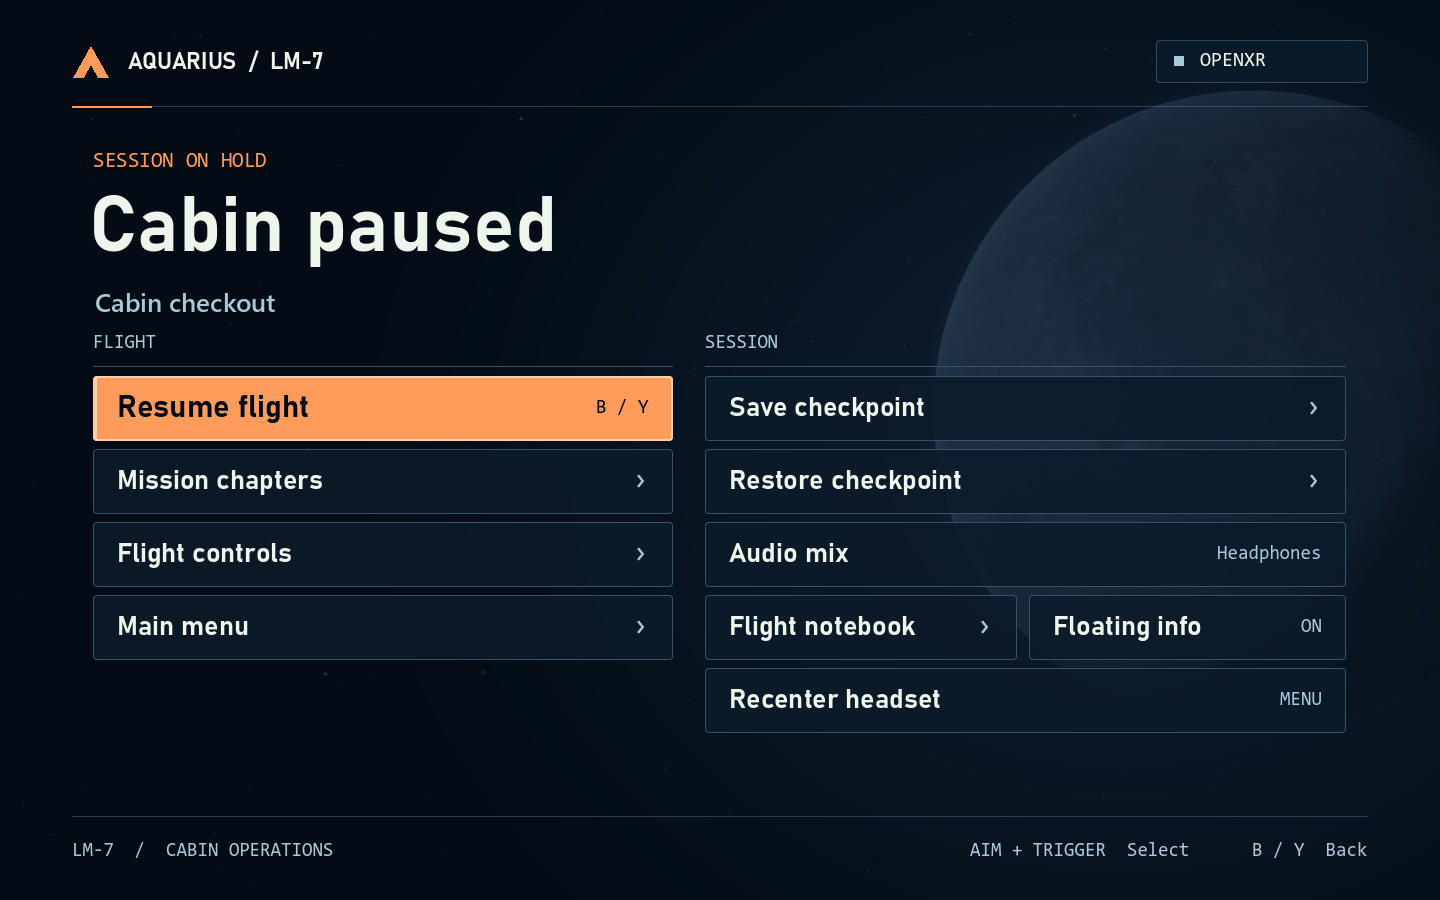 AQUARIUS / LM-7
OPENXR
SESSION ON HOLD
Cabin paused
Cabin checkout
FLIGHT
Resume flight B / Y
Mission chapters
Flight controls
Main menu
SESSION
Save checkpoint
Restore checkpoint
Audio mix Headphones
Flight notebook
Floating info ON
Recenter headset MENU
LM-7 / CABIN OPERATIONS
AIM + TRIGGER Select B / Y Back